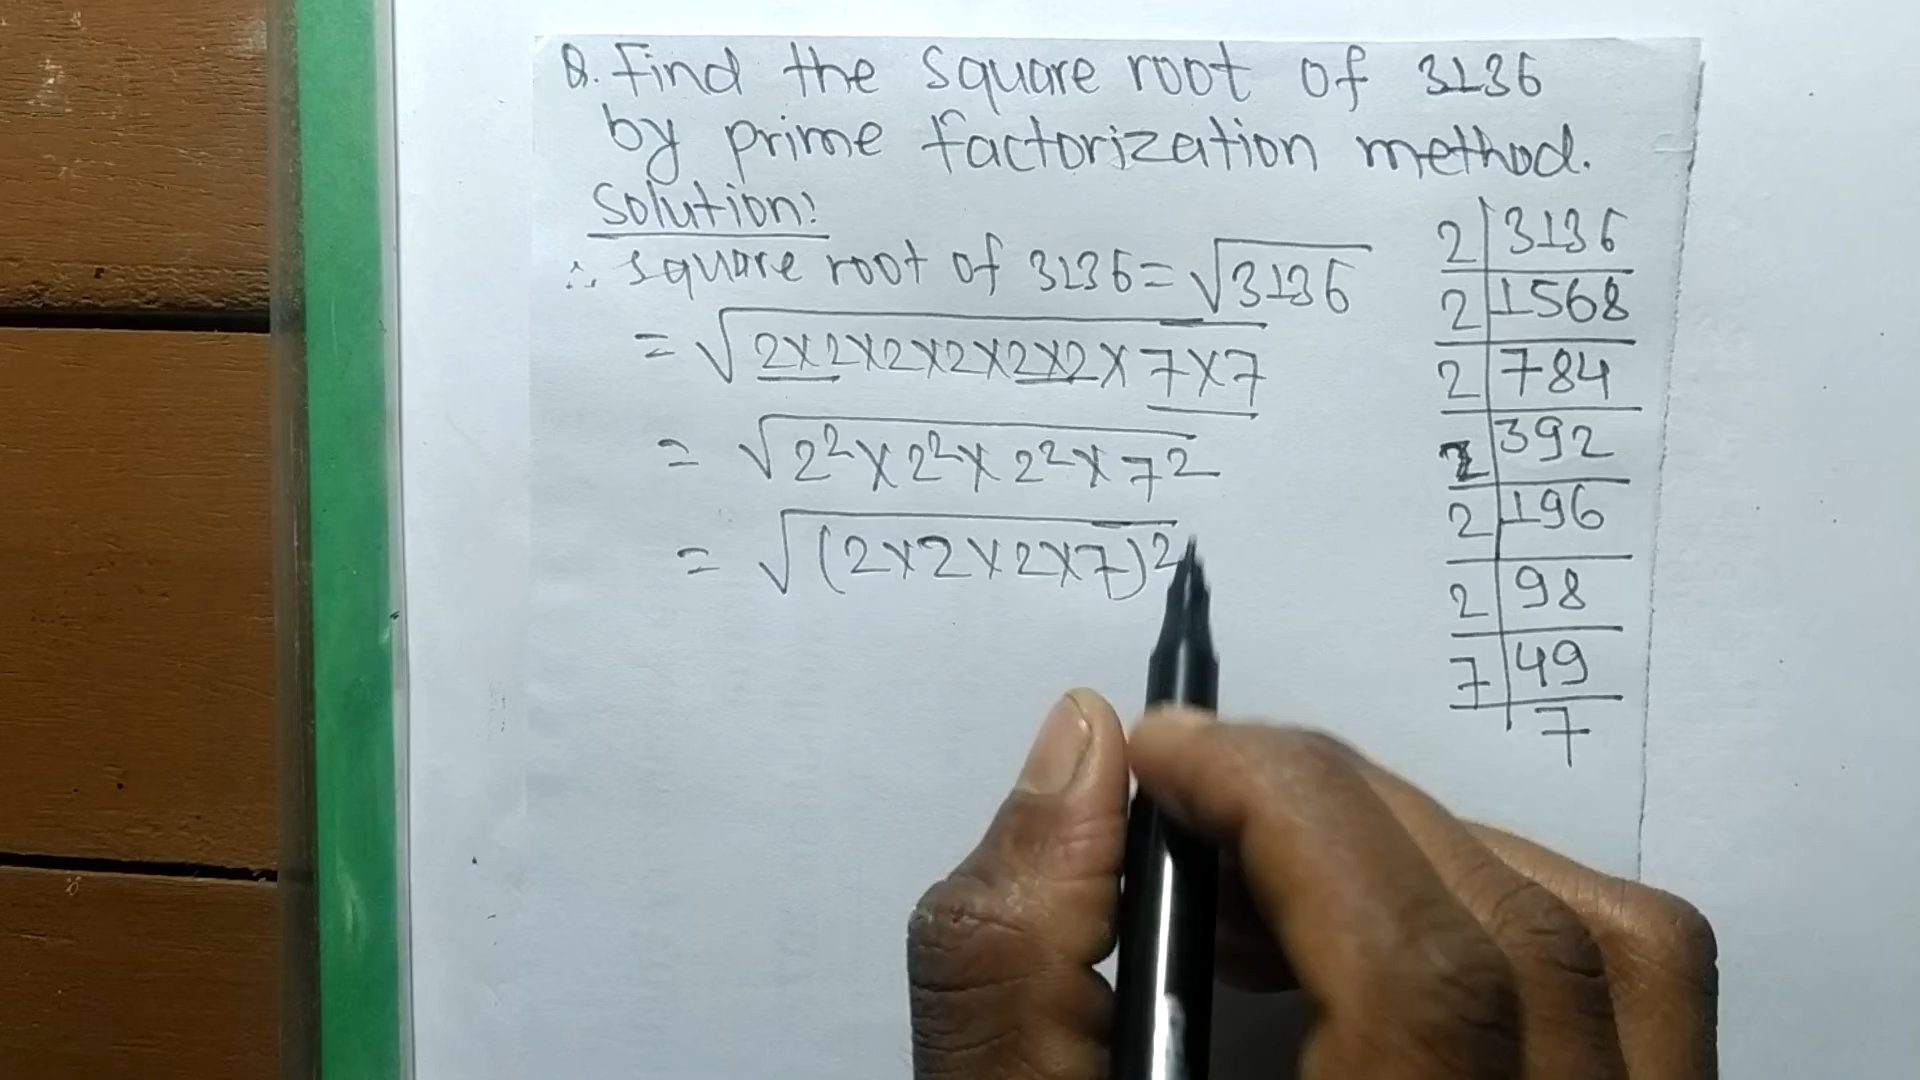 Q. Find the square root of 3136
by prime factorization method.
Solution:
∴ square root of 3136 = √3136
= √2×2×2×2×2×2×7×7
= √2²×2²×2²×7²
= √(2×2×2×7)²
2|3136
2|1568
2|784
2|392
2|196
2|98
7|49
7